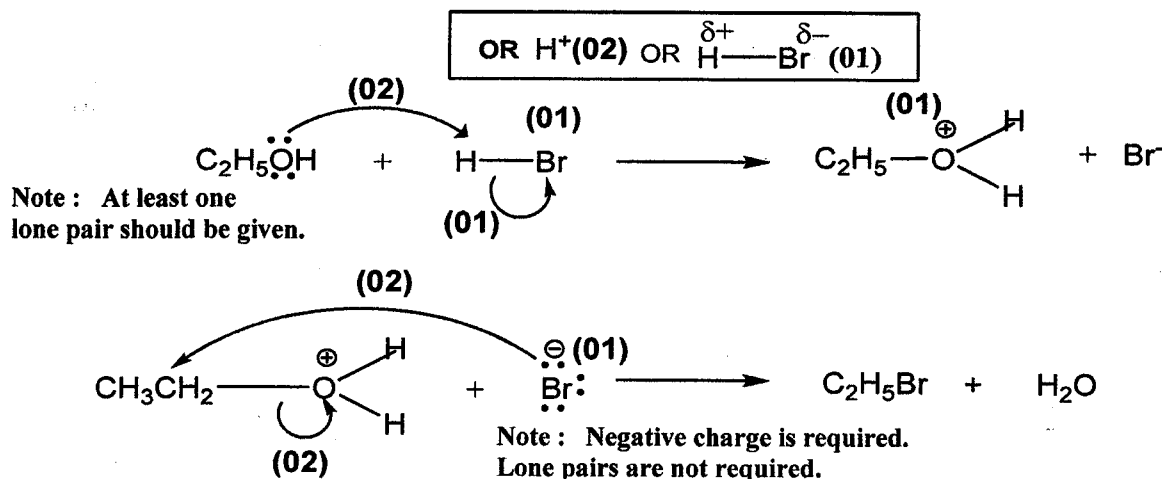 OR H⁺(02) OR H—Br (01)
δ+ δ−
(02) (01) (01)
C₂H₅OH + H—Br ⟶ C₂H₅—O⊕ H H + Br⁻
Note : At least one
lone pair should be given.
(01)
(02)
CH₃CH₂—O⊕ H H + Br⊖ (01) ⟶ C₂H₅Br + H₂O
(02)
Note : Negative charge is required.
Lone pairs are not required.